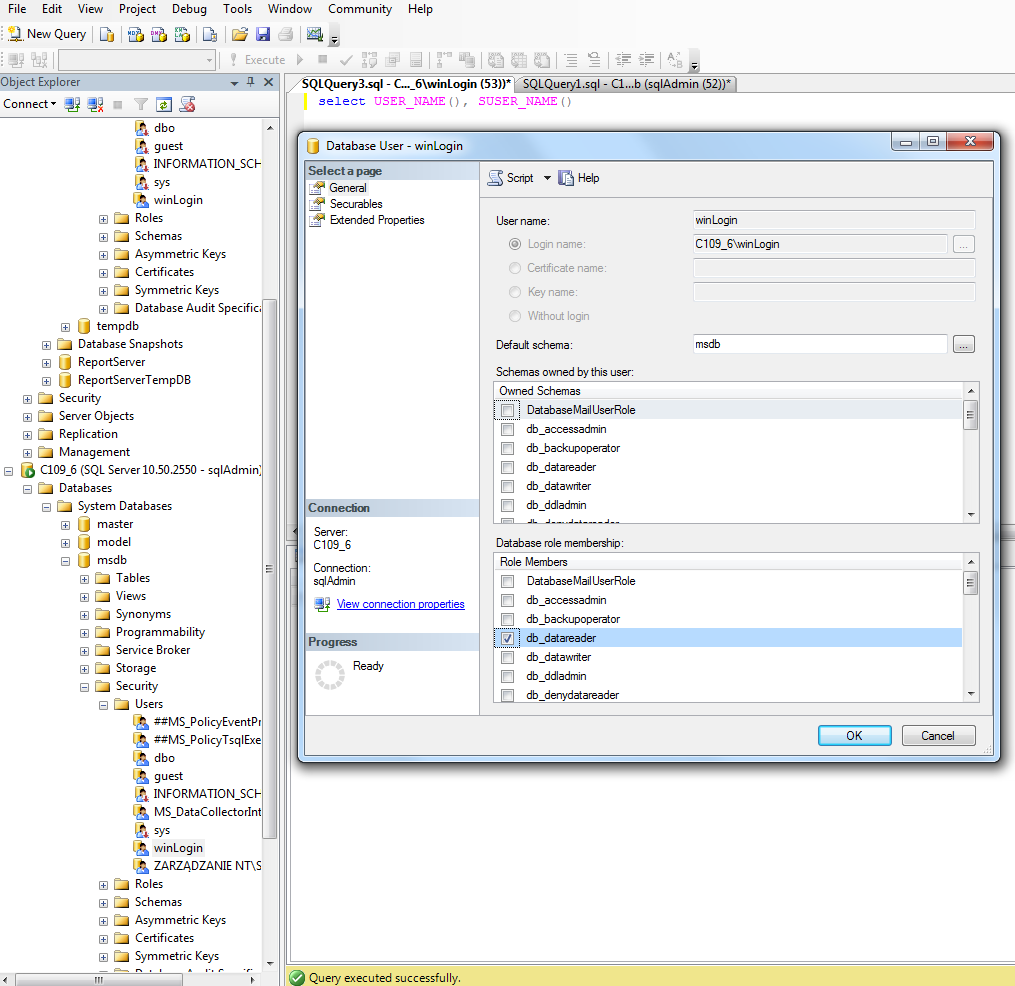 File Edit View Project Debug Tools Window Community Help
New Query
Execute
Object Explorer
Connect
dbo
guest
INFORMATION_SCH
sys
winLogin
Roles
Schemas
Asymmetric Keys
Certificates
Symmetric Keys
Database Audit Specifica
tempdb
Database Snapshots
ReportServer
ReportServerTempDB
Security
Server Objects
Replication
Management
C109_6 (SQL Server 10.50.2550 - sqlAdmin)
Databases
System Databases
master
model
msdb
Tables
Views
Synonyms
Programmability
Service Broker
Storage
Security
Users
##MS_PolicyEventPr
##MS_PolicyTsqlExe
dbo
guest
INFORMATION_SCH
MS_DataCollectorInt
sys
winLogin
ZARZĄDZANIE NT\S
Roles
Schemas
Asymmetric Keys
Certificates
Symmetric Keys
SQLQuery3.sql - C..._6\winLogin (53))* SQLQuery1.sql - C1...b (sqlAdmin (52))*
select USER_NAME(), SUSER_NAME()
Database User - winLogin
Select a page
General
Securables
Extended Properties
Connection
Server:
C109_6
Connection:
sqlAdmin
View connection properties
Progress
Ready
Script Help
User name: winLogin
Login name: C109_6\winLogin ...
Certificate name:
Key name:
Without login
Default schema: msdb ...
Schemas owned by this user:
Owned Schemas
DatabaseMailUserRole
db_accessadmin
db_backupoperator
db_datareader
db_datawriter
db_ddladmin
db_denydatareader
Database role membership:
Role Members
DatabaseMailUserRole
db_accessadmin
db_backupoperator
db_datareader
db_datawriter
db_ddladmin
db_denydatareader
OK Cancel
Query executed successfully.